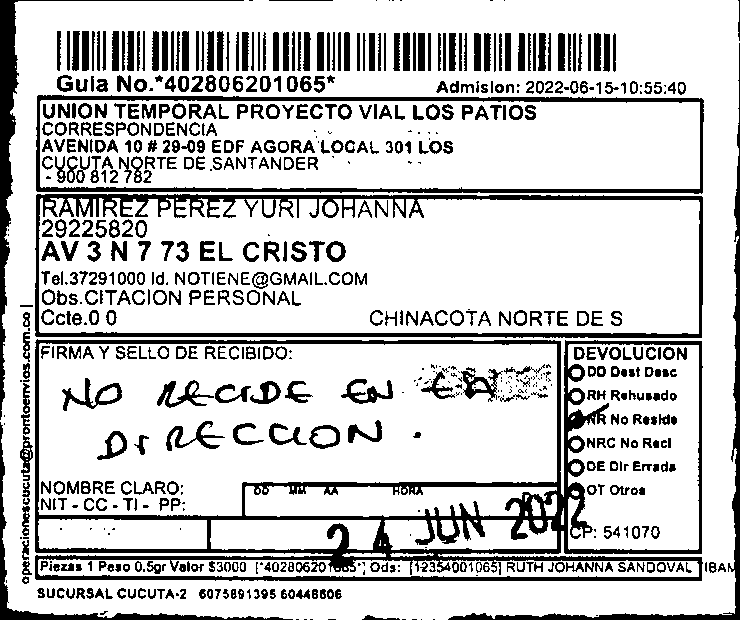 Guia No.*402806201065*
Admision: 2022-06-15-10:55:40
UNION TEMPORAL PROYECTO VIAL LOS PATIOS
CORRESPONDENCIA
AVENIDA 10 # 29-09 EDF AGORA LOCAL 301 LOS
CUCUTA NORTE DE SANTANDER
- 900 812 782
RAMIREZ PEREZ YURI JOHANNA
29225820
AV 3 N 7 73 EL CRISTO
Tel.37291000 Id. NOTIENE@GMAIL.COM
Obs.CITACION PERSONAL
Ccte.0 0
CHINACOTA NORTE DE S
operacionescucuta@prontoenvios.com.co |
FIRMA Y SELLO DE RECIBIDO:
NO RECIDE EN
DIRECCION.
DEVOLUCION
DD Dest Desc
RH Rehusado
NR No Reside
NRC No Recl
DE Dir Errada
OT Otros
NOMBRE CLARO:
NIT - CC - TI - PP:
DD MM AA HORA
24 JUN 2022
CP: 541070
Piezas 1 Peso 0.5gr Valor $3000 [*402806201065*] Ods: [12354001065] RUTH JOHANNA SANDOVAL TIBAM
SUCURSAL CUCUTA-2 6075891395 60448606